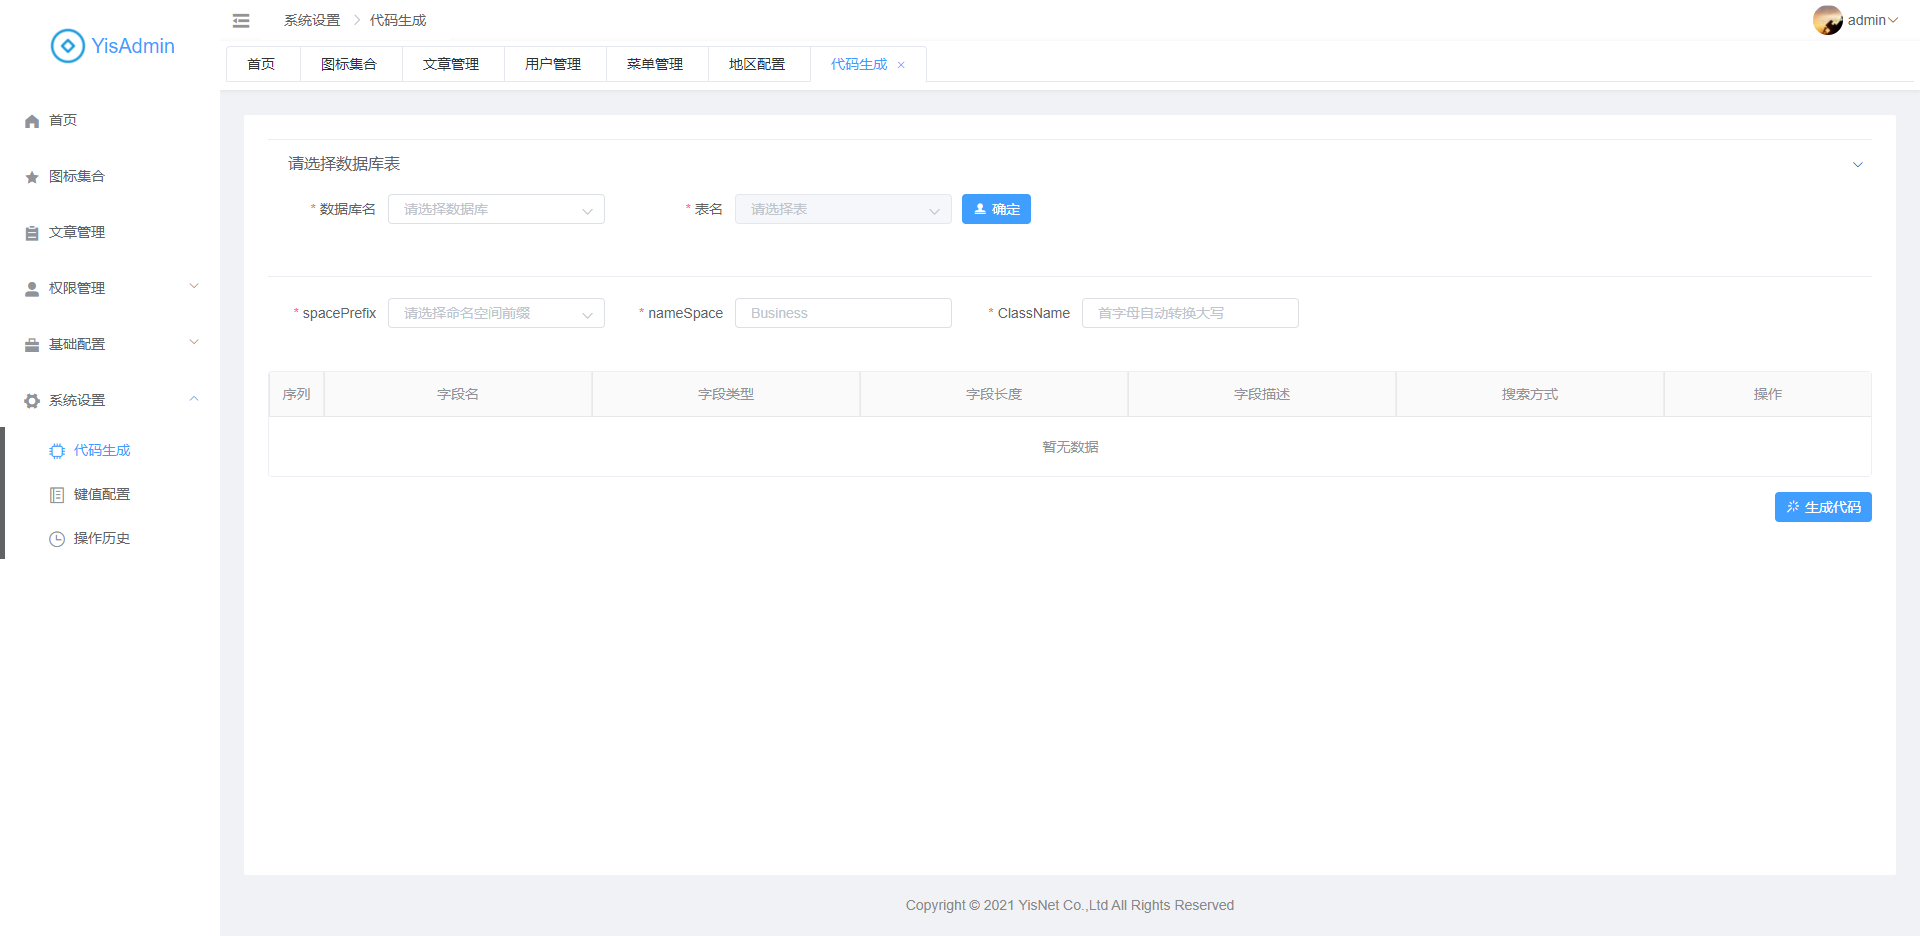 YisAdmin
首页
图标集合
文章管理
权限管理
基础配置
系统设置
代码生成
键值配置
操作历史
系统设置 代码生成
admin
首页 图标集合 文章管理 用户管理 菜单管理 地区配置 代码生成 ×
请选择数据库表
* 数据库名 请选择数据库 * 表名 请选择表 确定
* spacePrefix 请选择命名空间前缀 * nameSpace Business * ClassName 首字母自动转换大写
序列 字段名 字段类型 字段长度 字段描述 搜索方式 操作
暂无数据
生成代码
Copyright © 2021 YisNet Co.,Ltd All Rights Reserved